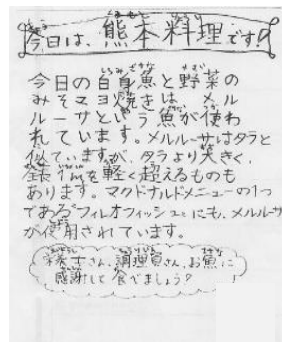 今日は、熊本料理です!
今日の白身魚と野菜の
みそマヨ焼きは、メル
ルーサという魚が使わ
れています。メルルーサはタラと
似ていますが、タラより大きく、
を軽く超えるものも
あります。マクドナルドメニューの1つ
である"フィレオフィッシュ"にも、メルルーサ
が使用されています。
栄養士さん、調理員さん、お魚に
感謝して食べましょう?